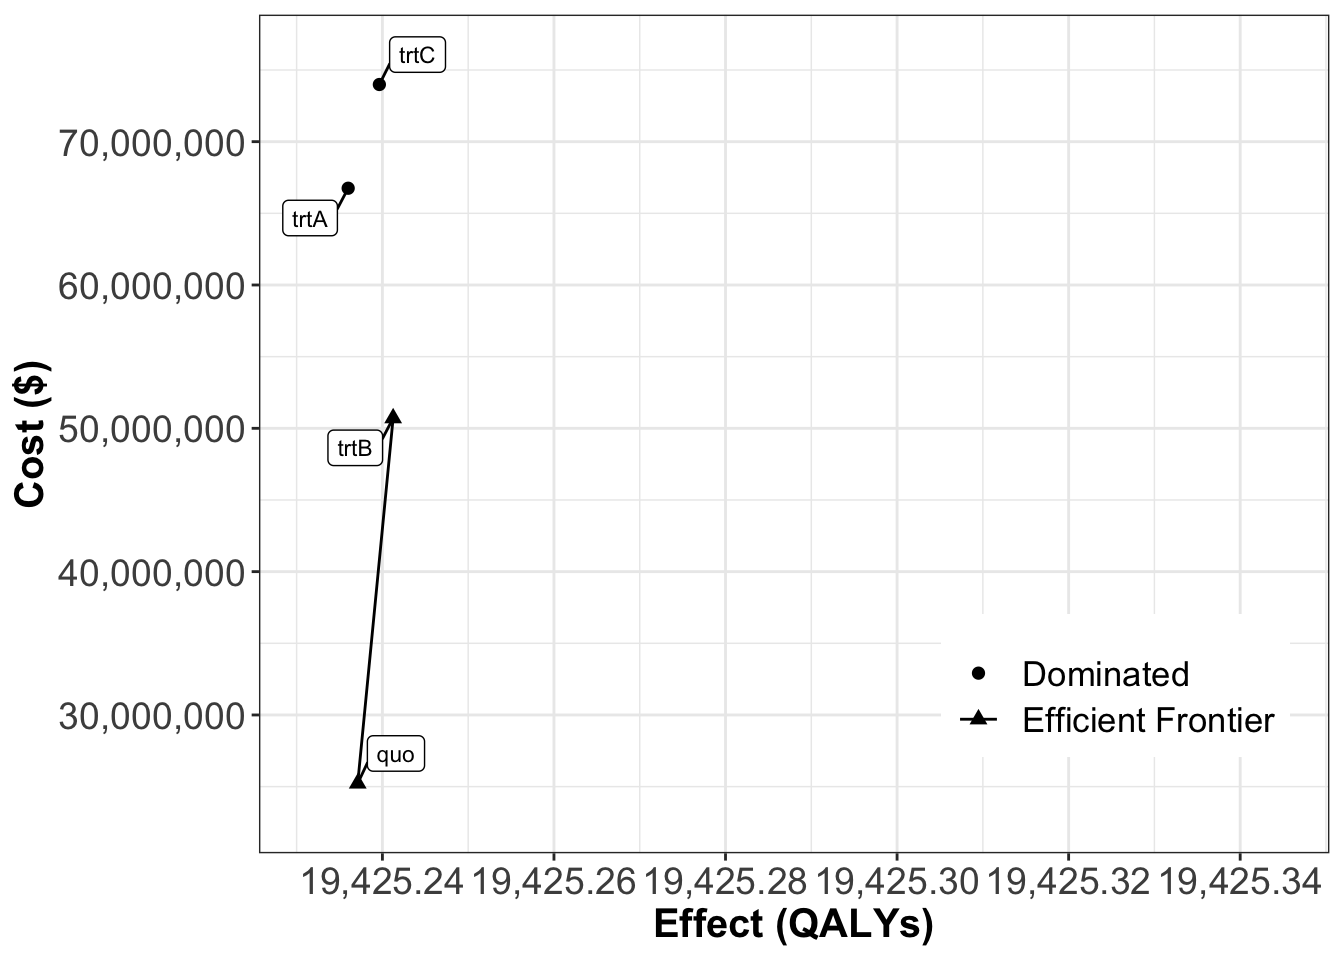 trtC
70,000,000
trtA
60,000,000
Cost ($)
50,000,000
trtB
40,000,000
Dominated
Efficient Frontier
30,000,000
quo
19,425.24 19,425.26 19,425.28 19,425.30 19,425.32 19,425.34
Effect (QALYs)